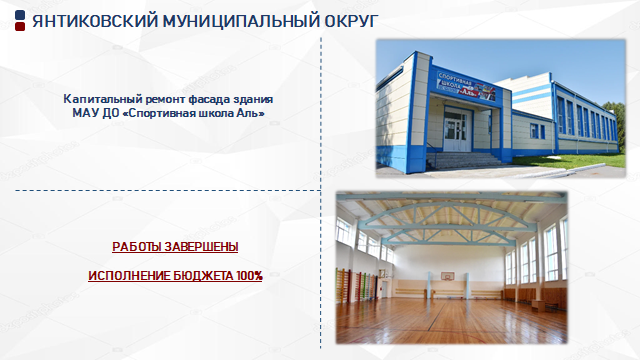 ЯНТИКОВСКИЙ МУНИЦИПАЛЬНЫЙ ОКРУГ
Капитальный ремонт фасада здания
МАУ ДО «Спортивная школа Аль»
СПОРТИВНАЯ
ШКОЛА
«АЛЬ»
РАБОТЫ ЗАВЕРШЕНЫ
ИСПОЛНЕНИЕ БЮДЖЕТА 100%